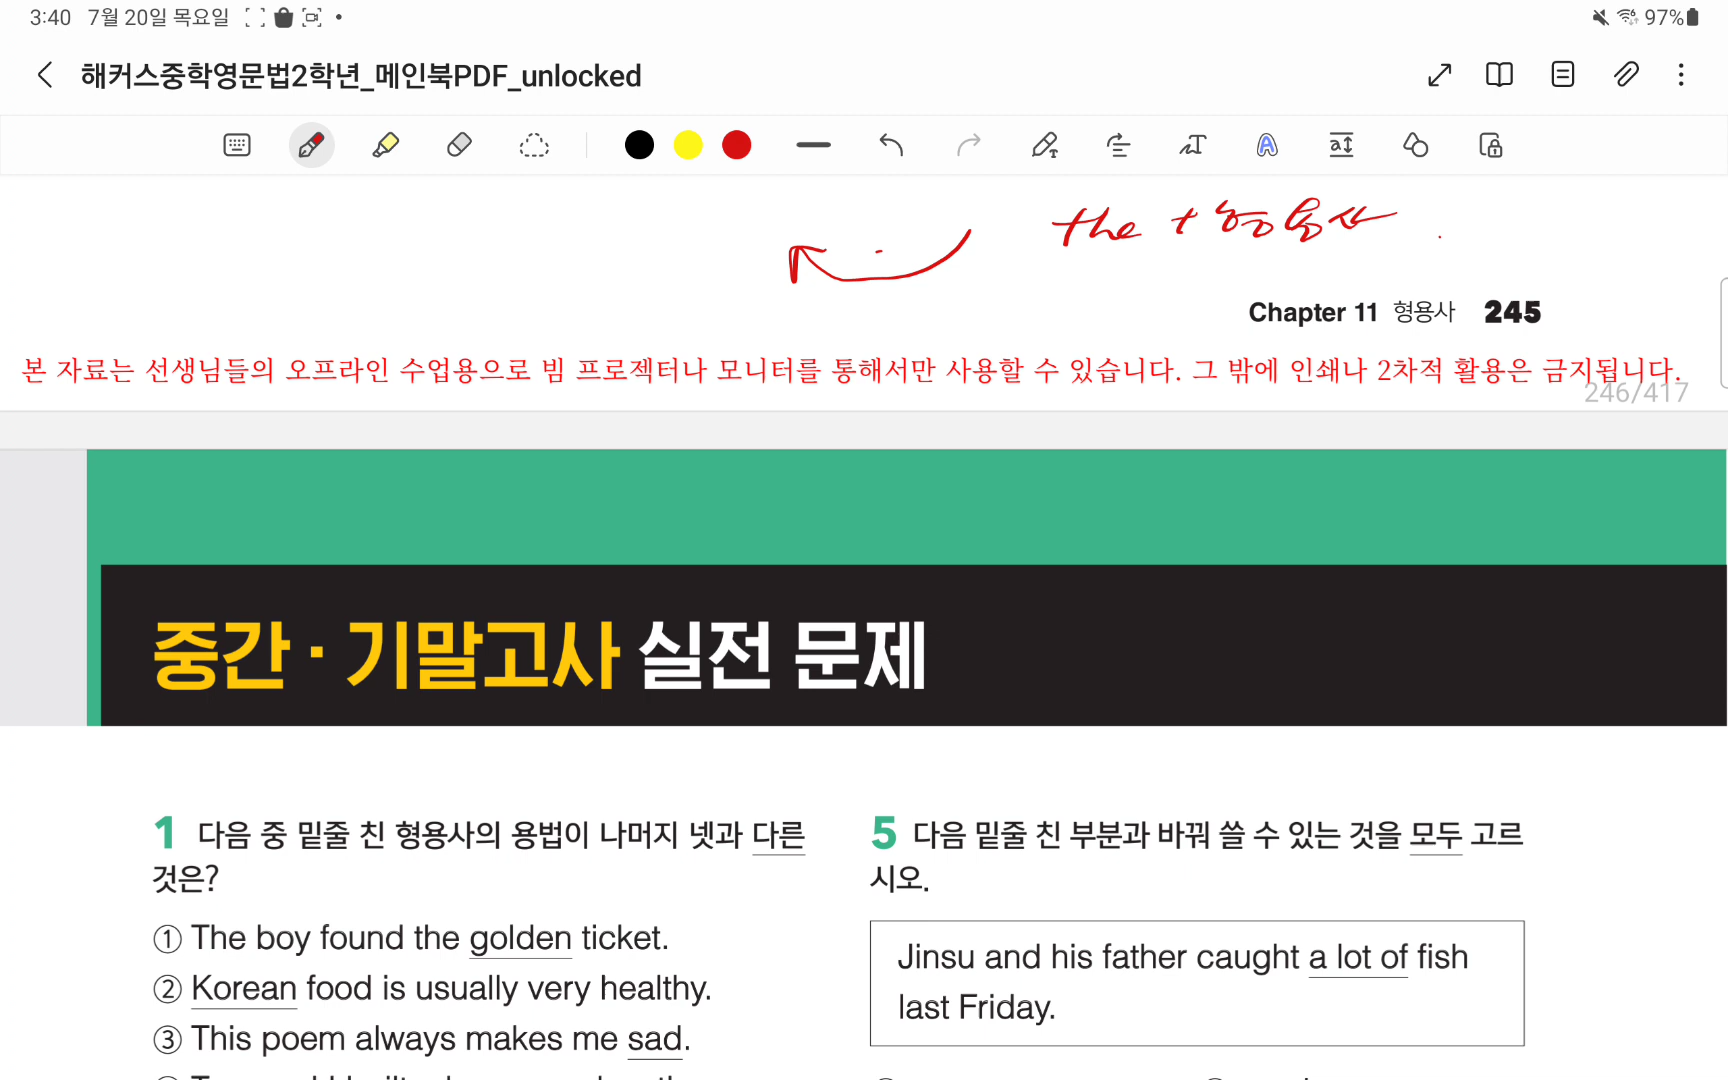 3:40 7월 20일 목요일
97%
해커스중학영문법2학년_메인북PDF_unlocked
the + 형용사
Chapter 11 형용사 245
본 자료는 선생님들의 오프라인 수업용으로 빔 프로젝터나 모니터를 통해서만 사용할 수 있습니다. 그 밖에 인쇄나 2차적 활용은 금지됩니다.
246/417
중간·기말고사 실전 문제
1 다음 중 밑줄 친 형용사의 용법이 나머지 넷과 다른
것은?
① The boy found the golden ticket.
② Korean food is usually very healthy.
③ This poem always makes me sad.
5 다음 밑줄 친 부분과 바꿔 쓸 수 있는 것을 모두 고르
시오.
Jinsu and his father caught a lot of fish
last Friday.